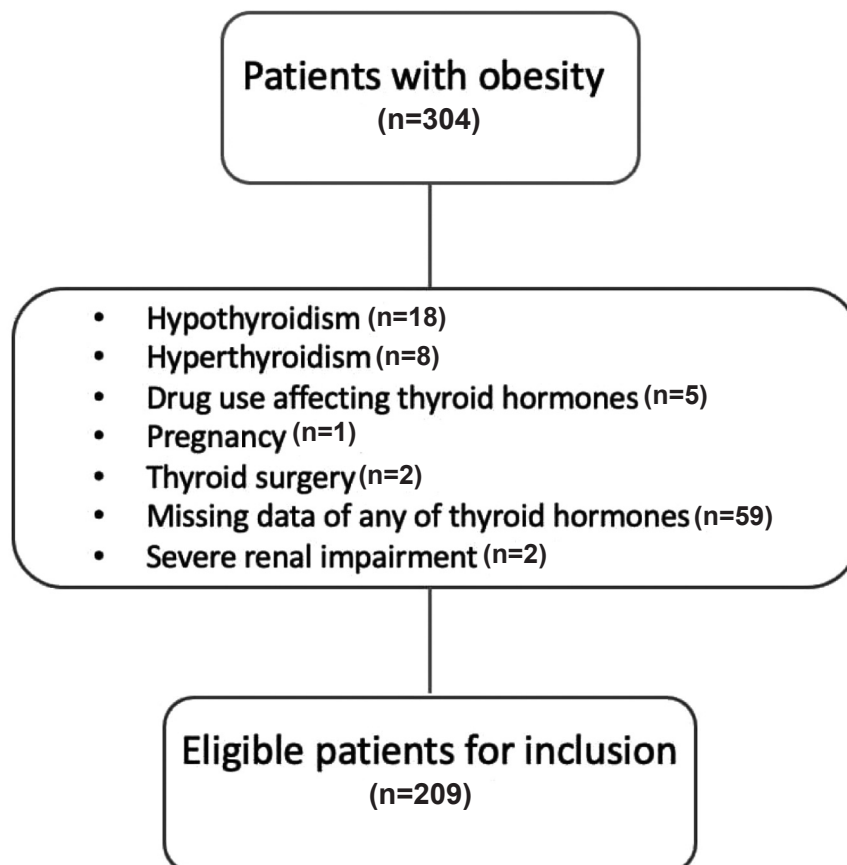 Patients with obesity
(n=304)
• Hypothyroidism (n=18)
• Hyperthyroidism (n=8)
• Drug use affecting thyroid hormones (n=5)
• Pregnancy (n=1)
• Thyroid surgery (n=2)
• Missing data of any of thyroid hormones (n=59)
• Severe renal impairment (n=2)
Eligible patients for inclusion
(n=209)